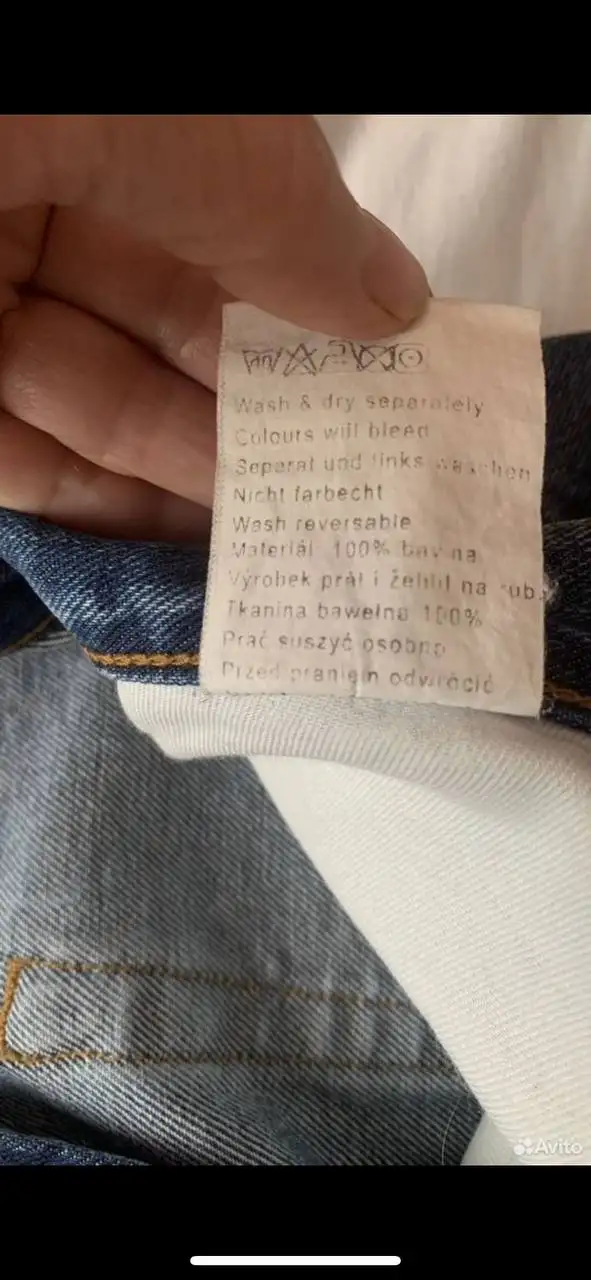 Wash & dry separately
Colours will bleed
Separat und links waschen
Nicht farbecht
Wash reversable
Materiál 100% bavlna
Výrobek prát i žehlit na rub.
Tkanina bawełna 100%
Prać suszyć osobno
Przed praniem odwrócić
Avito